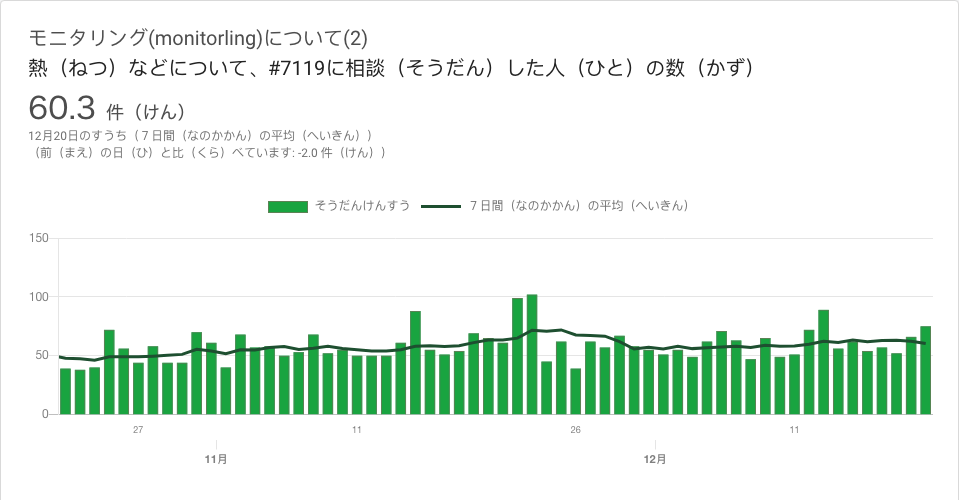 モニタリング(monitorling)について(2)
熱（ねつ）などについて、#7119に相談（そうだん）した人（ひと）の数（かず）
60.3 件（けん）
12月20日のすうち（７日間（なのかかん）の平均（へいきん））
（前（まえ）の日（ひ）と比（くら）べています: -2.0 件（けん））
そうだんけんすう ７日間（なのかかん）の平均（へいきん）
150
100
50
0
27 11 26 11
11月 12月